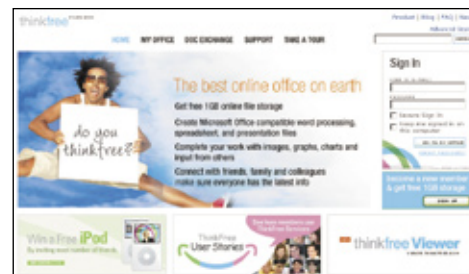 thinkfree
Product | Blog | FAQ |
HOME MY OFFICE DOC EXCHANGE SUPPORT TAKE A TOUR
Sign In
The best online office on earth
Get free 1GB online file storage
Create Microsoft Office compatible word processing,
spreadsheet, and presentation files
Complete your work with images, graphs, charts and
input from others
Connect with friends, family and colleagues
make sure everyone has the latest info
do you
thinkfree?
become a new member
& get free 1GB storage
Win a Free iPod
ThinkFree
User Stories
thinkfree Viewer